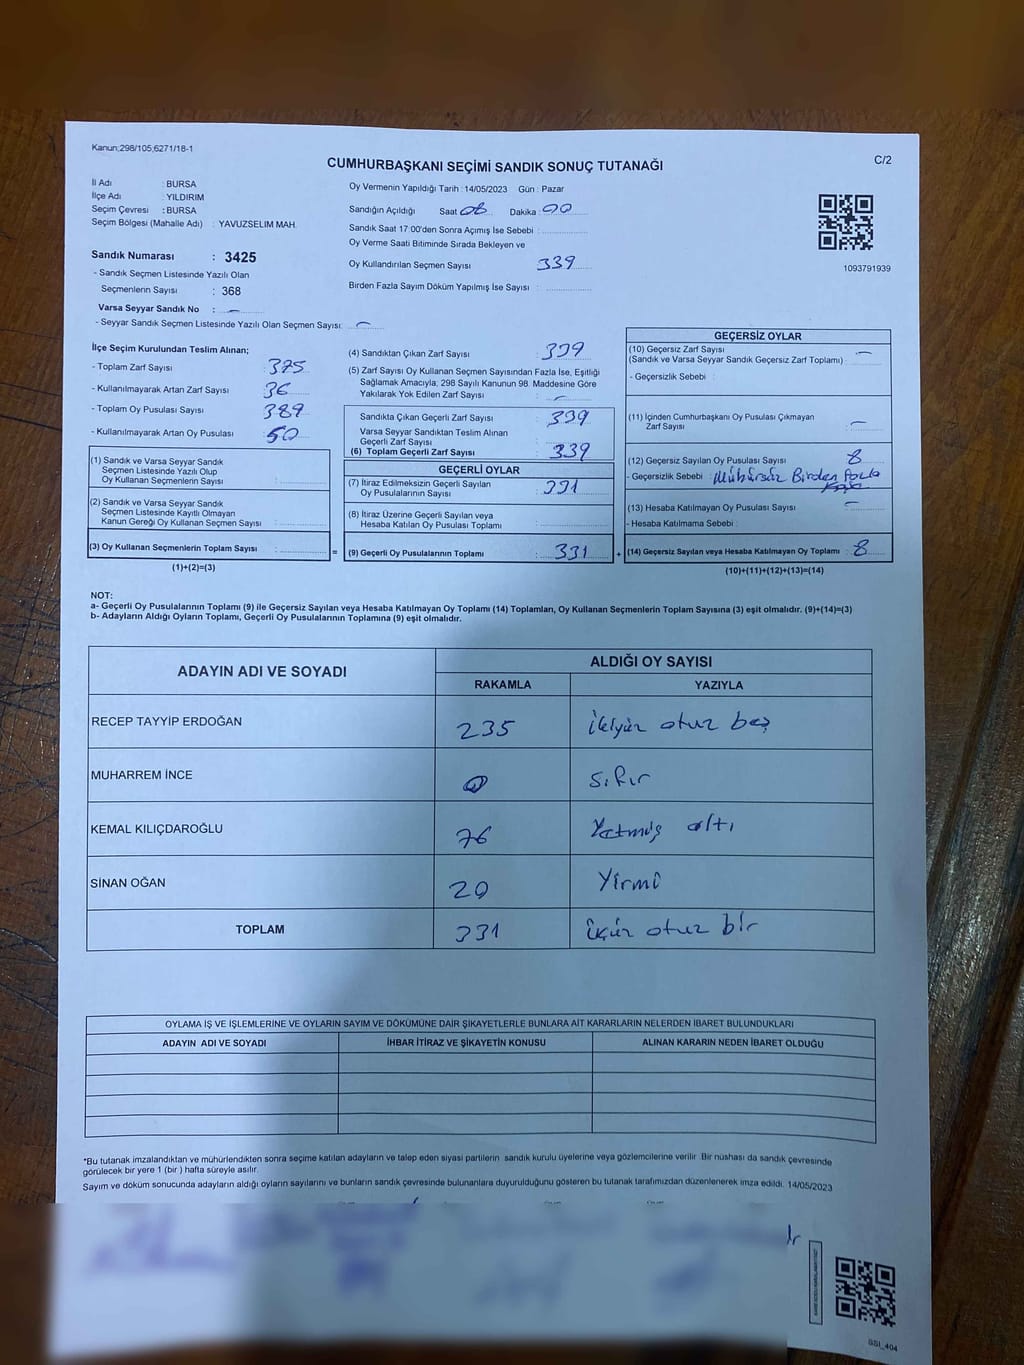 Kanun;298/105;6271/18-1
CUMHURBAŞKANI SEÇİMİ SANDIK SONUÇ TUTANAĞI
C/2
İl Adı : BURSA
İlçe Adı : YILDIRIM
Seçim Çevresi : BURSA
Seçim Bölgesi (Mahalle Adı) : YAVUZSELİM MAH.
Sandık Numarası : 3425
- Sandık Seçmen Listesinde Yazılı Olan
Seçmenlerin Sayısı : 368
Varsa Seyyar Sandık No : —
- Seyyar Sandık Seçmen Listesinde Yazılı Olan Seçmen Sayısı: —
Oy Vermenin Yapıldığı Tarih : 14/05/2023 Gün : Pazar
Sandığın Açıldığı Saat 08 Dakika : 00
Sandık Saat 17:00'den Sonra Açımış İse Sebebi :
Oy Verme Saati Bitiminde Sırada Bekleyen ve
Oy Kullandırılan Seçmen Sayısı : 339
Birden Fazla Sayım Döküm Yapılmış İse Sayısı :
1093791939
İlçe Seçim Kurulundan Teslim Alınan;
- Toplam Zarf Sayısı : 375
- Kullanılmayarak Artan Zarf Sayısı : 36
- Toplam Oy Pusulası Sayısı : 389
- Kullanılmayarak Artan Oy Pusulası : 50
(1) Sandık ve Varsa Seyyar Sandık
Seçmen Listesinde Yazılı Olup
Oy Kullanan Seçmenlerin Sayısı :
(2) Sandık ve Varsa Seyyar Sandık
Seçmen Listesinde Kayıtlı Olmayan
Kanun Gereği Oy Kullanan Seçmen Sayısı :
(3) Oy Kullanan Seçmenlerin Toplam Sayısı : =
(1)+(2)=(3)
(4) Sandıktan Çıkan Zarf Sayısı : 339
(5) Zarf Sayısı Oy Kullanan Seçmen Sayısından Fazla İse, Eşitliği
Sağlamak Amacıyla, 298 Sayılı Kanunun 98. Maddesine Göre
Yakılarak Yok Edilen Zarf Sayısı : —
Sandıkta Çıkan Geçerli Zarf Sayısı : 339
Varsa Seyyar Sandıktan Teslim Alınan
Geçerli Zarf Sayısı :
(6) Toplam Geçerli Zarf Sayısı : 339
GEÇERLİ OYLAR
(7) İtiraz Edilmeksizin Geçerli Sayılan
Oy Pusulalarının Sayısı : 331
(8) İtiraz Üzerine Geçerli Sayılan veya
Hesaba Katılan Oy Pusulası Toplamı :
(9) Geçerli Oy Pusulalarının Toplamı : 331 +
GEÇERSİZ OYLAR
(10) Geçersiz Zarf Sayısı : —
(Sandık ve Varsa Seyyar Sandık Geçersiz Zarf Toplamı)
- Geçersizlik Sebebi :
(11) İçinden Cumhurbaşkanı Oy Pusulası Çıkmayan
Zarf Sayısı : —
(12) Geçersiz Sayılan Oy Pusulası Sayısı : 8
- Geçersizlik Sebebi : Mühürsüz Birden fazla
(13) Hesaba Katılmayan Oy Pusulası Sayısı : —
- Hesaba Katılmama Sebebi :
(14) Geçersiz Sayılan veya Hesaba Katılmayan Oy Toplamı : 8
(10)+(11)+(12)+(13)=(14)
NOT:
a- Geçerli Oy Pusulalarının Toplamı (9) ile Geçersiz Sayılan veya Hesaba Katılmayan Oy Toplamı (14) Toplamları, Oy Kullanan Seçmenlerin Toplam Sayısına (3) eşit olmalıdır. (9)+(14)=(3)
b- Adayların Aldığı Oyların Toplamı, Geçerli Oy Pusulalarının Toplamına (9) eşit olmalıdır.
ADAYIN ADI VE SOYADI ALDIĞI OY SAYISI
RAKAMLA YAZIYLA
RECEP TAYYİP ERDOĞAN 235 ikiyüz otuz beş
MUHARREM İNCE 0 sıfır
KEMAL KILIÇDAROĞLU 76 Yetmiş altı
SİNAN OĞAN 20 Yirmi
TOPLAM 331 üçüz otuz bir
OYLAMA İŞ VE İŞLEMLERİNE VE OYLARIN SAYIM VE DÖKÜMÜNE DAİR ŞİKAYETLERLE BUNLARA AİT KARARLARIN NELERDEN İBARET BULUNDUKLARI
ADAYIN ADI VE SOYADI İHBAR İTİRAZ VE ŞİKAYETİN KONUSU ALINAN KARARIN NEDEN İBARET OLDUĞU
*Bu tutanak imzalandıktan ve mühürlendikten sonra seçime katılan adayların ve talep eden siyasi partilerin sandık kurulu üyelerine veya gözlemcilerine verilir. Bir nüshası da sandık çevresinde
görülecek bir yere 1 (bir ) hafta süreyle asılır.
Sayım ve döküm sonucunda adayların aldığı oyların sayılarını ve bunların sandık çevresinde bulunanlara duyurulduğunu gösteren bu tutanak tarafımızdan düzenlenerek imza edildi. 14/05/2023
SSI_404